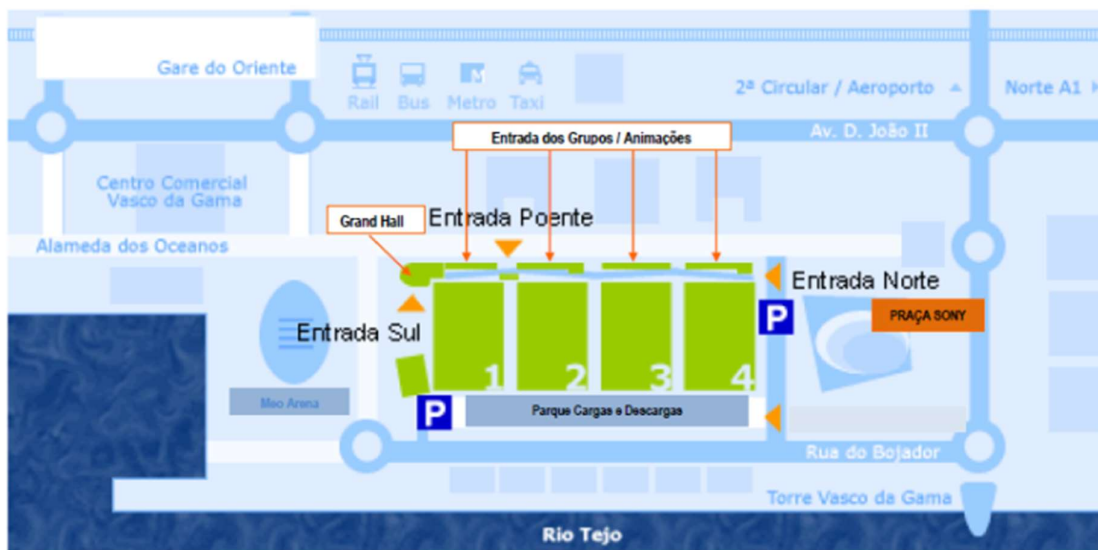 Gare do Oriente
Rail Bus M Metro Taxi
2ª Circular / Aeroporto
Norte A1
Av. D. João II
Entrada dos Grupos / Animações
Centro Comercial
Vasco da Gama
Grand Hall
Entrada Poente
Alameda dos Oceanos
Entrada Norte
P
PRAÇA SONY
Entrada Sul
1 2 3 4
Meo Arena
P
Parque Cargas e Descargas
Rua do Bojador
Torre Vasco da Gama
Rio Tejo